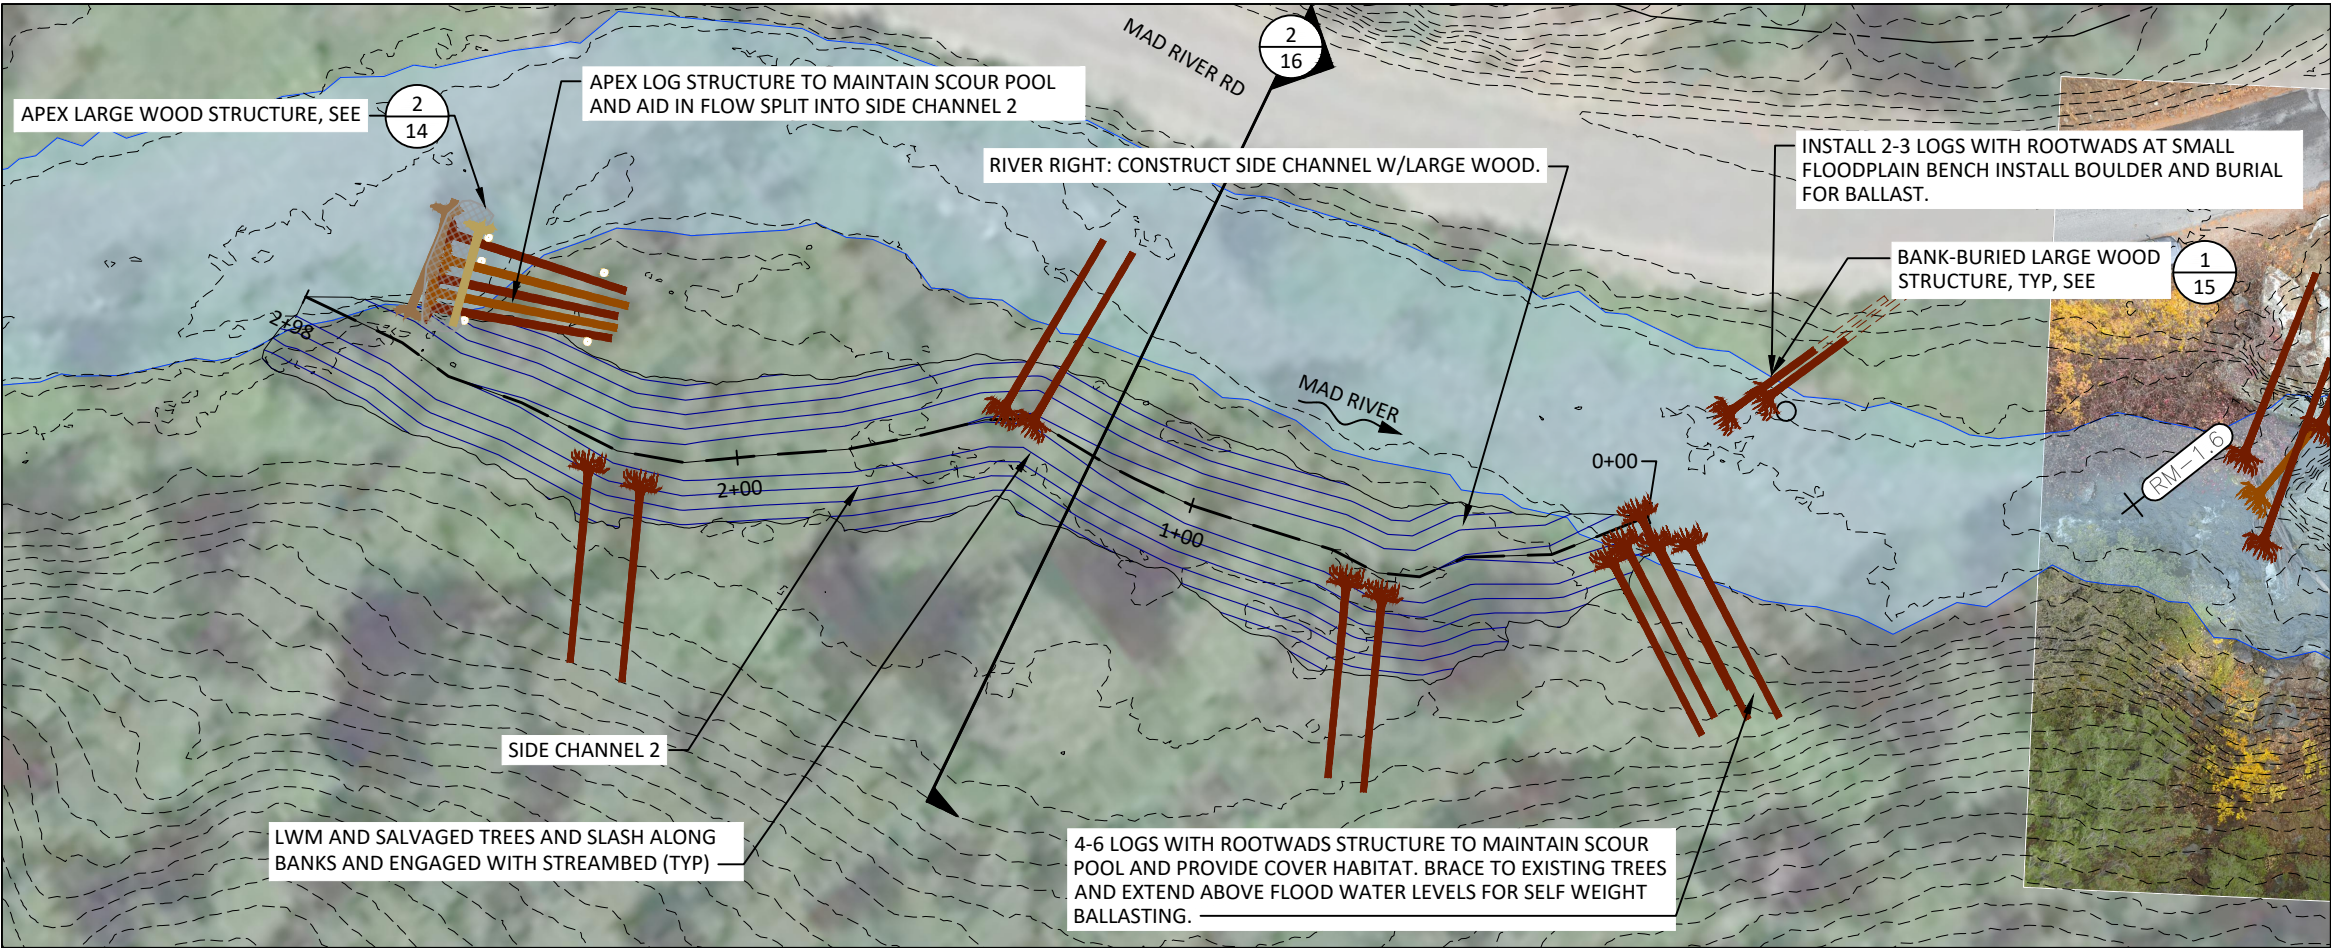 MAD RIVER RD
2
16
APEX LOG STRUCTURE TO MAINTAIN SCOUR POOL
AND AID IN FLOW SPLIT INTO SIDE CHANNEL 2
APEX LARGE WOOD STRUCTURE, SEE
2
14
RIVER RIGHT: CONSTRUCT SIDE CHANNEL W/LARGE WOOD.
INSTALL 2-3 LOGS WITH ROOTWADS AT SMALL
FLOODPLAIN BENCH INSTALL BOULDER AND BURIAL
FOR BALLAST.
BANK-BURIED LARGE WOOD
STRUCTURE, TYP, SEE
1
15
2+98
MAD RIVER
0+00
RM-1.6
2+00
1+00
SIDE CHANNEL 2
LWM AND SALVAGED TREES AND SLASH ALONG
BANKS AND ENGAGED WITH STREAMBED (TYP)
4-6 LOGS WITH ROOTWADS STRUCTURE TO MAINTAIN SCOUR
POOL AND PROVIDE COVER HABITAT. BRACE TO EXISTING TREES
AND EXTEND ABOVE FLOOD WATER LEVELS FOR SELF WEIGHT
BALLASTING.